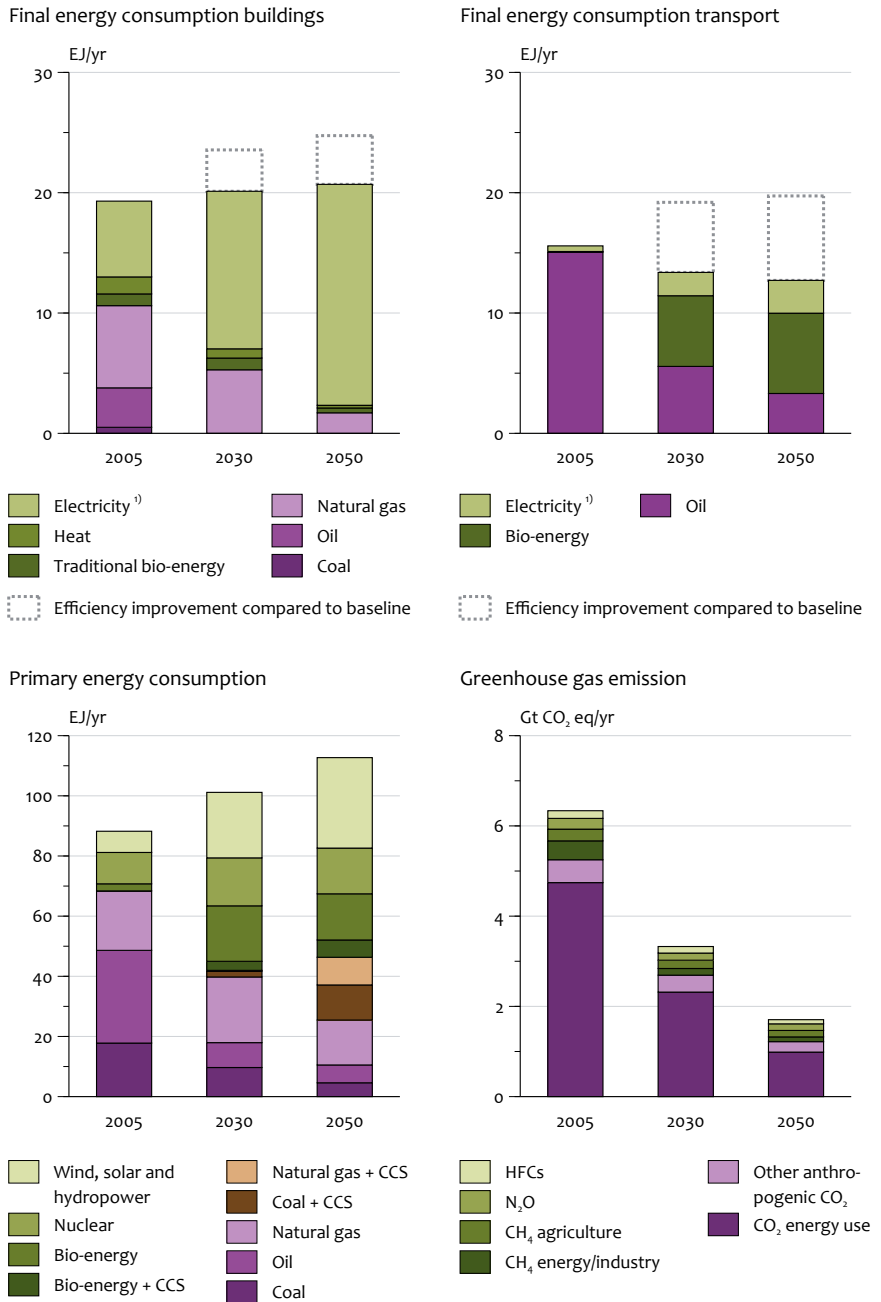 Final energy consumption buildings
EJ/yr
30
20
10
0
2005 2030 2050
Electricity ¹⁾
Heat
Traditional bio-energy
Natural gas
Oil
Coal
Efficiency improvement compared to baseline
Final energy consumption transport
EJ/yr
30
20
10
0
2005 2030 2050
Electricity ¹⁾
Bio-energy
Oil
Efficiency improvement compared to baseline
Primary energy consumption
EJ/yr
120
100
80
60
40
20
0
2005 2030 2050
Wind, solar and
hydropower
Nuclear
Bio-energy
Bio-energy + CCS
Natural gas + CCS
Coal + CCS
Natural gas
Oil
Coal
Greenhouse gas emission
Gt CO₂ eq/yr
8
6
4
2
0
2005 2030 2050
HFCs
N₂O
CH₄ agriculture
CH₄ energy/industry
Other anthro-
pogenic CO₂
CO₂ energy use